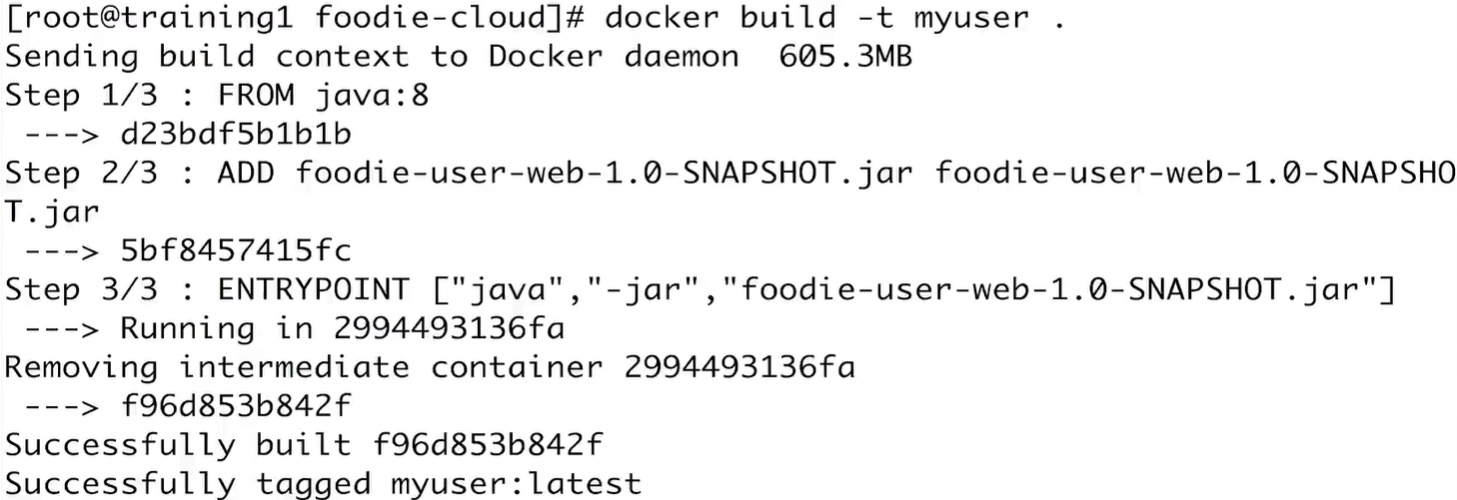 [root@training1 foodie-cloud]# docker build -t myuser .
Sending build context to Docker daemon  605.3MB
Step 1/3 : FROM java:8
 ---> d23bdf5b1b1b
Step 2/3 : ADD foodie-user-web-1.0-SNAPSHOT.jar foodie-user-web-1.0-SNAPSHO
T.jar
 ---> 5bf8457415fc
Step 3/3 : ENTRYPOINT ["java","-jar","foodie-user-web-1.0-SNAPSHOT.jar"]
 ---> Running in 2994493136fa
Removing intermediate container 2994493136fa
 ---> f96d853b842f
Successfully built f96d853b842f
Successfully tagged myuser:latest